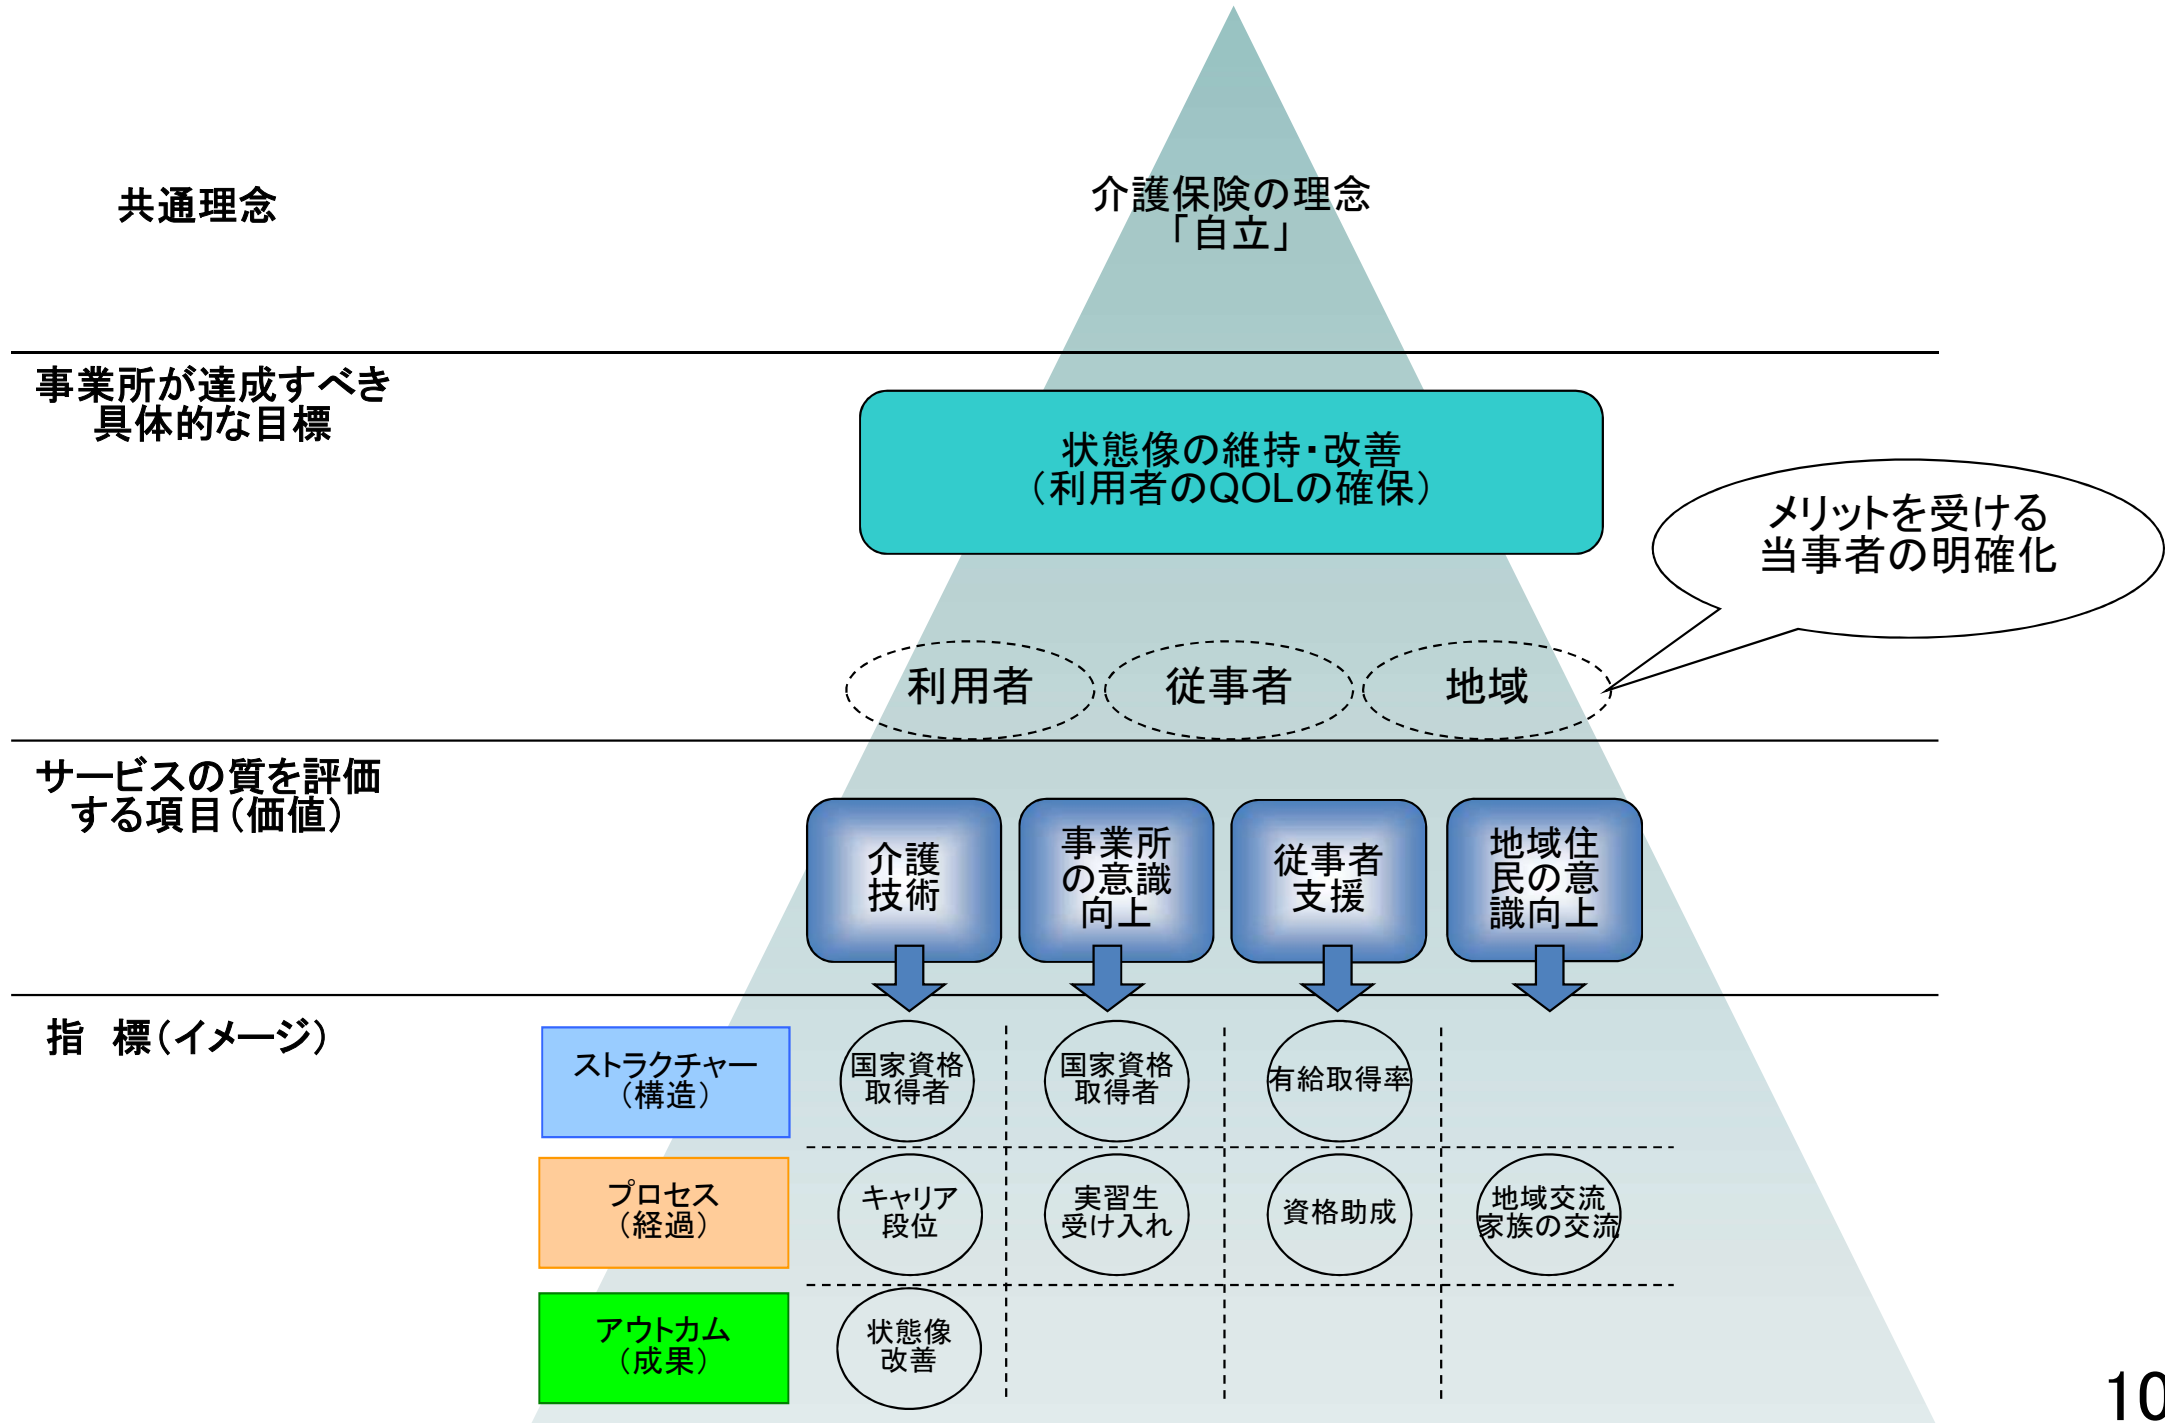 共通理念
介護保険の理念
「自立」
事業所が達成すべき
具体的な目標
状態像の維持・改善
（利用者のQOLの確保）
メリットを受ける
当事者の明確化
利用者
従事者
地域
サービスの質を評価
する項目（価値）
介護
技術
事業所
の意識
向上
従事者
支援
地域住
民の意
識向上
指　標（イメージ）
ストラクチャー
（構造）
国家資格
取得者
国家資格
取得者
有給取得率
プロセス
（経過）
キャリア
段位
実習生
受け入れ
資格助成
地域交流
家族の交流
アウトカム
（成果）
状態像
改善
10